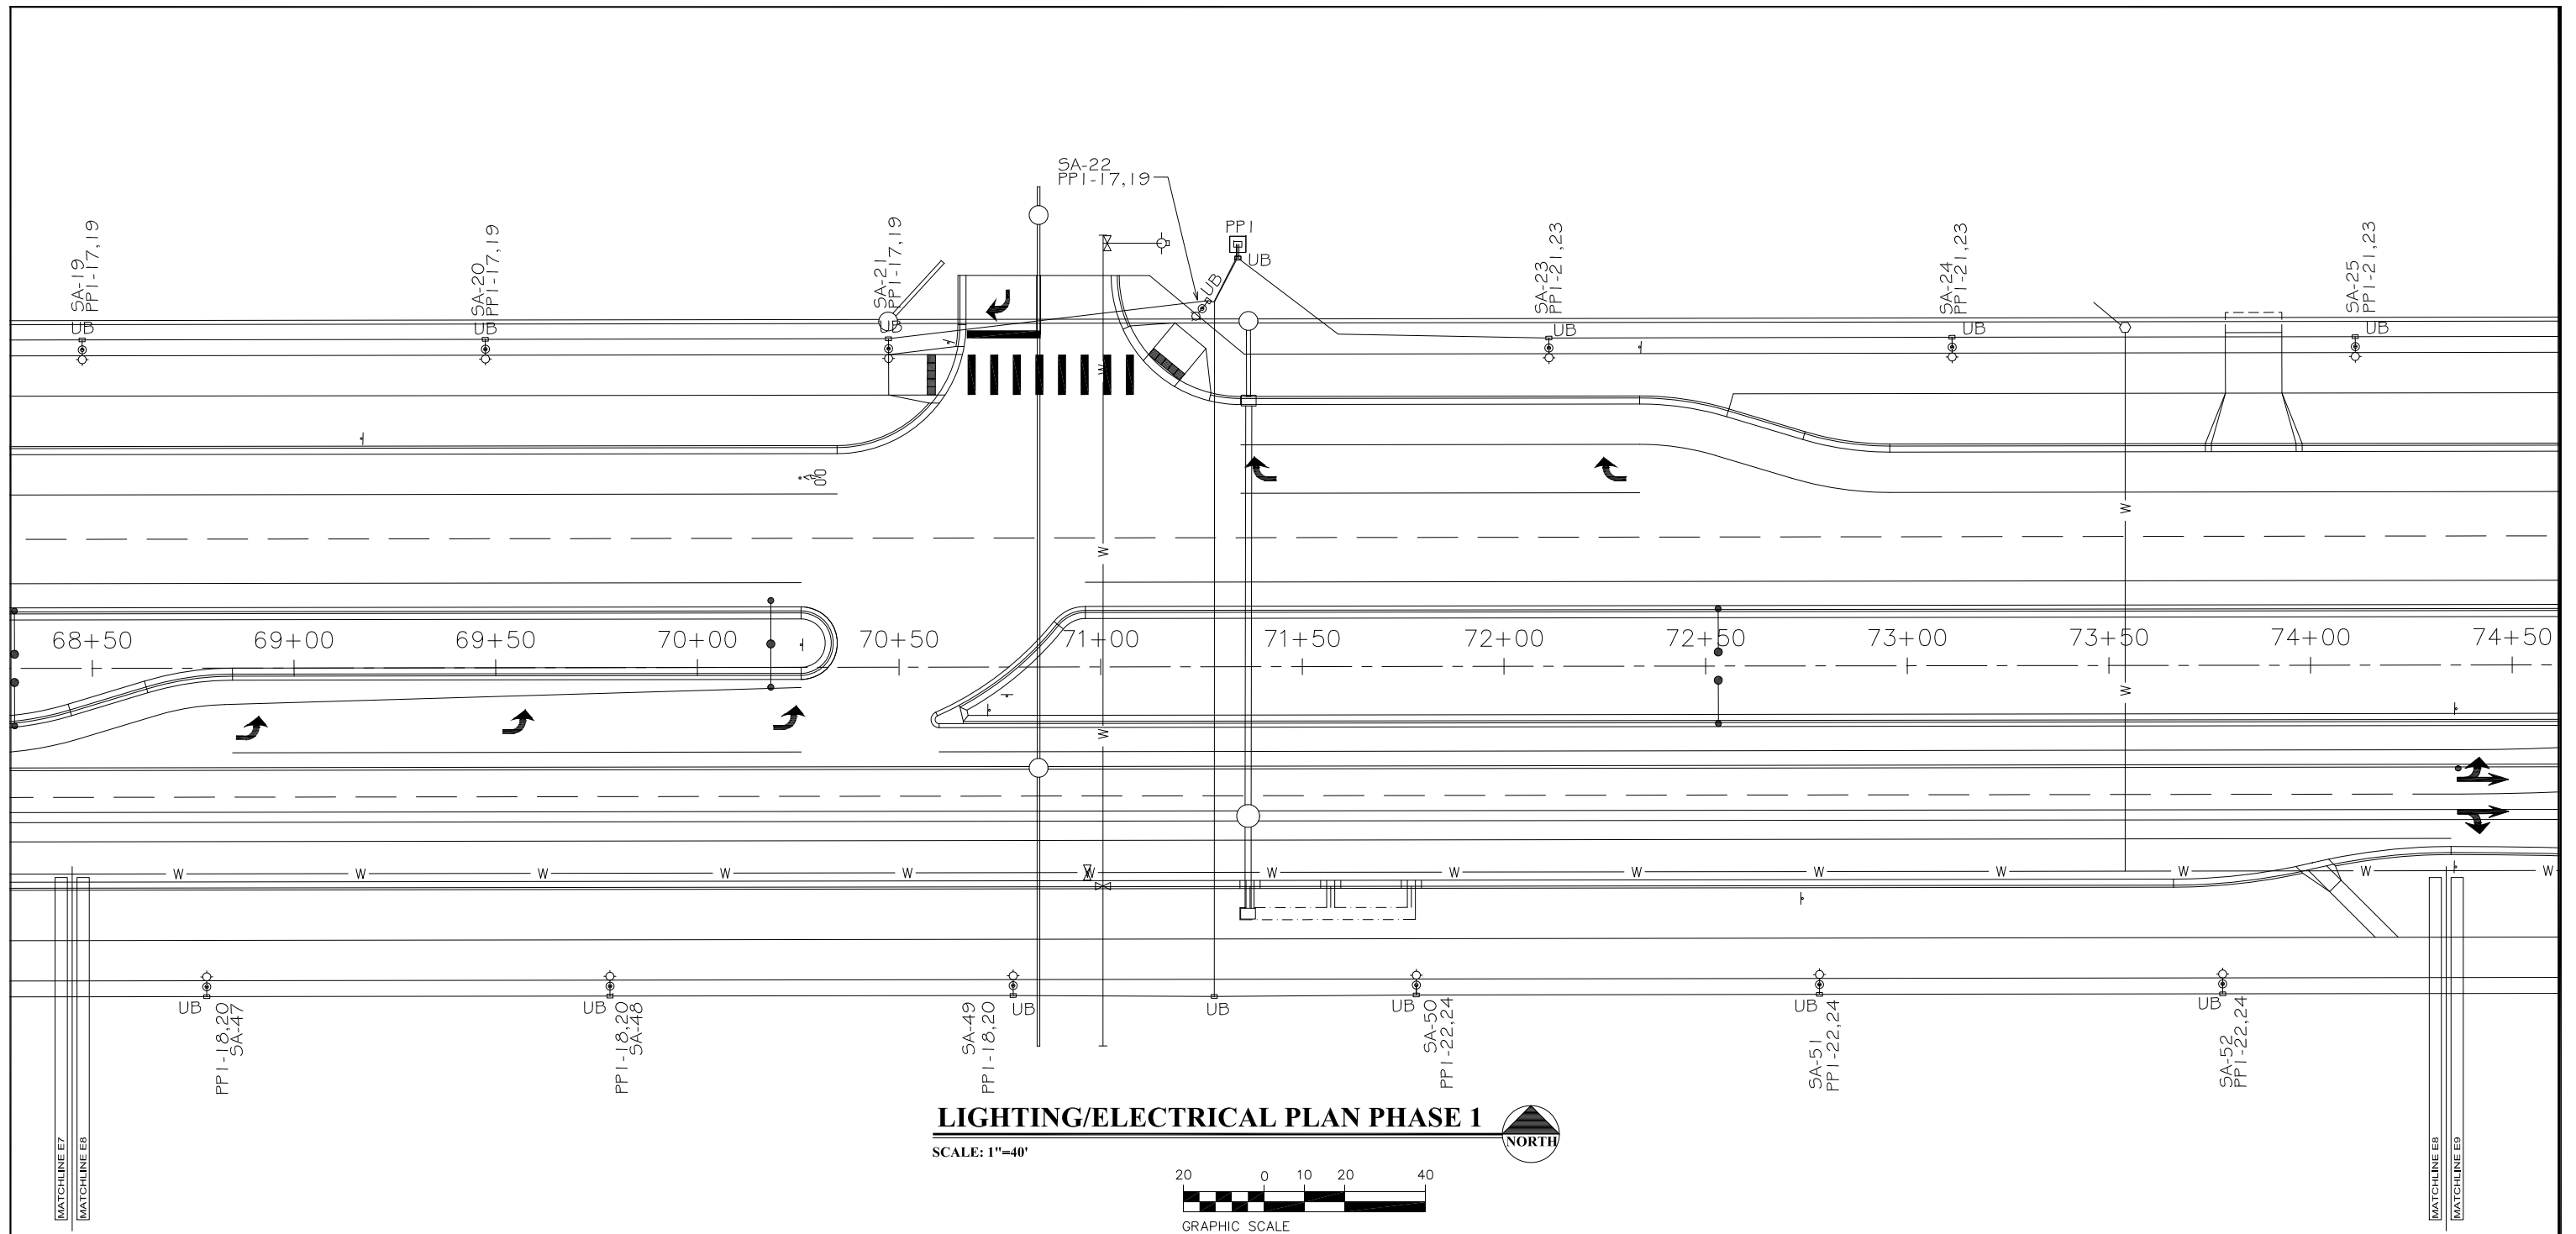 SA-22
PP1-17,19
PP1
UB
UB
SA-19
PP1-17,19
UB
SA-20
PP1-17,19
UB
SA-21
PP1-17,19
UB
SA-23
PP1-21,23
UB
SA-24
PP1-21,23
UB
SA-25
PP1-21,23
UB
W
W
W
W
W
W
68+50 69+00 69+50 70+00 70+50 71+00 71+50 72+00 72+50 73+00 73+50 74+00 74+50
W W W W W W W W W W W W W W
UB
PP1-18,20
SA-47
UB
PP1-18,20
SA-48
SA-49
PP1-18,20
UB
UB
UB
SA-50
PP1-22,24
UB
SA-51
PP1-22,24
UB
SA-52
PP1-22,24
MATCHLINE E7
MATCHLINE E8
MATCHLINE E8
MATCHLINE E9
LIGHTING/ELECTRICAL PLAN PHASE 1
NORTH
SCALE: 1"=40'
20 0 10 20 40
GRAPHIC SCALE